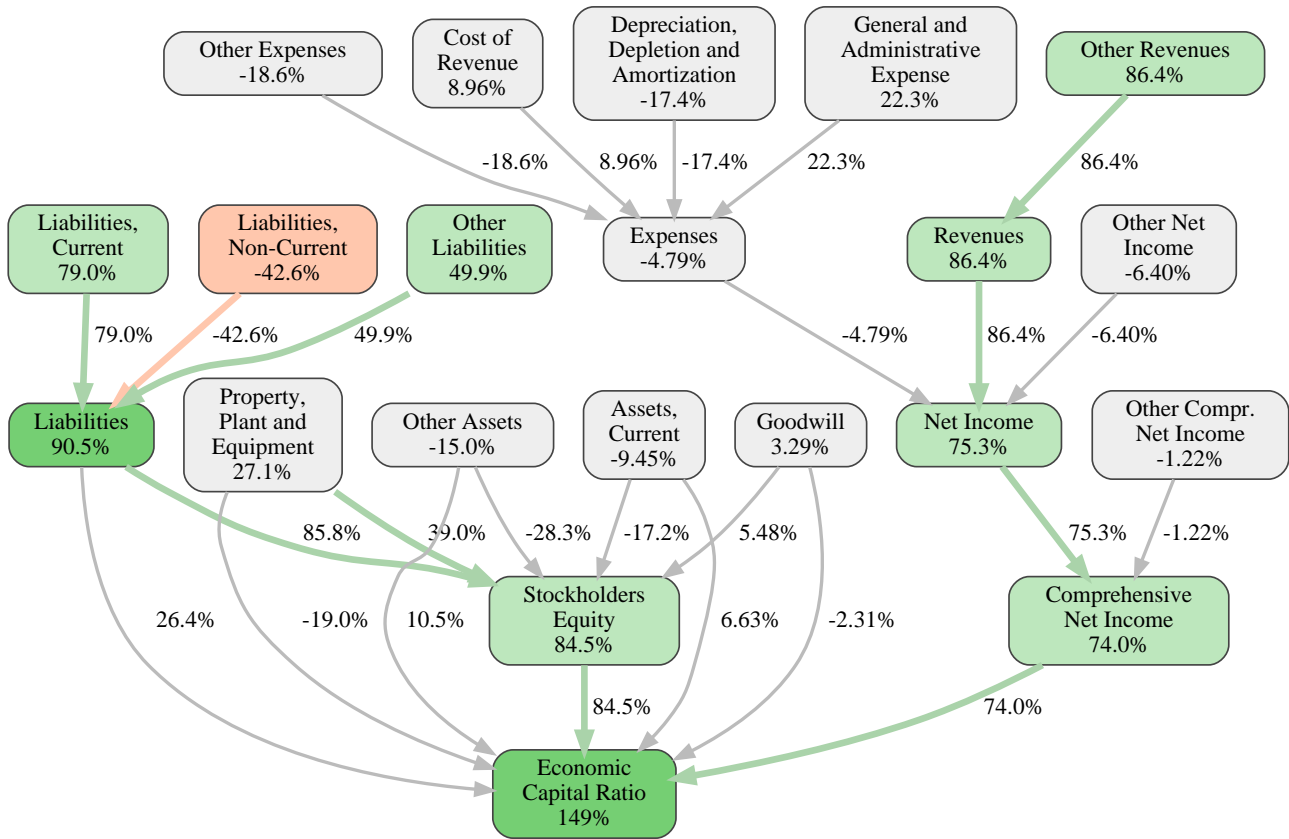 Other Expenses
-18.6%
Cost of
Revenue
8.96%
Depreciation,
Depletion and
Amortization
-17.4%
General and
Administrative
Expense
22.3%
Other Revenues
86.4%
-18.6%
8.96%
-17.4%
22.3%
86.4%
Liabilities,
Current
79.0%
Liabilities,
Non-Current
-42.6%
Other
Liabilities
49.9%
Expenses
-4.79%
Revenues
86.4%
Other Net
Income
-6.40%
79.0%
-42.6%
49.9%
-4.79%
86.4%
-6.40%
Liabilities
90.5%
Property,
Plant and
Equipment
27.1%
Other Assets
-15.0%
Assets,
Current
-9.45%
Goodwill
3.29%
Net Income
75.3%
Other Compr.
Net Income
-1.22%
85.8%
39.0%
-28.3%
-17.2%
5.48%
75.3%
-1.22%
26.4%
-19.0%
10.5%
Stockholders
Equity
84.5%
6.63%
-2.31%
Comprehensive
Net Income
74.0%
84.5%
74.0%
Economic
Capital Ratio
149%